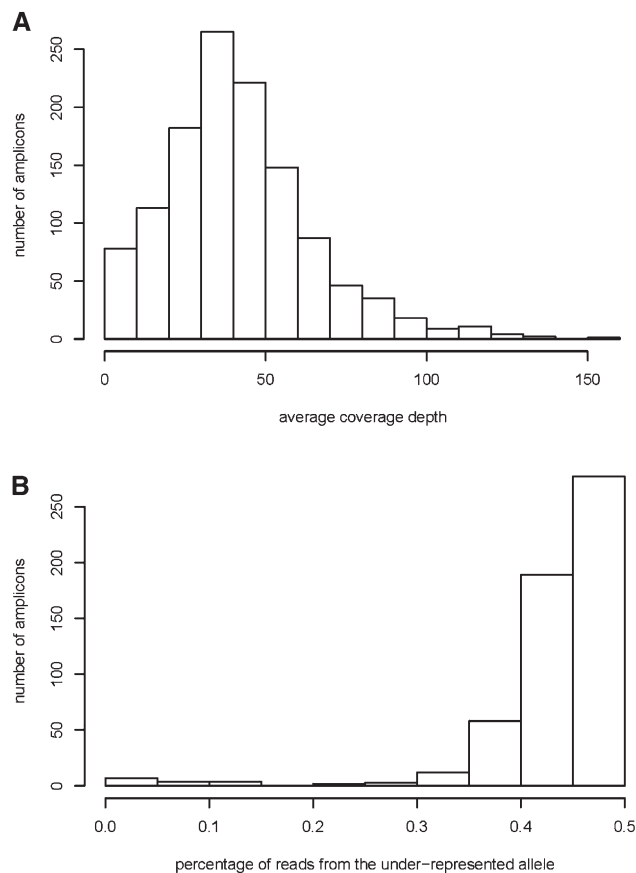 A
number of amplicons
250
200
150
100
50
0
0 50 100 150
average coverage depth
B
number of amplicons
250
200
150
100
50
0
0.0 0.1 0.2 0.3 0.4 0.5
percentage of reads from the under−represented allele